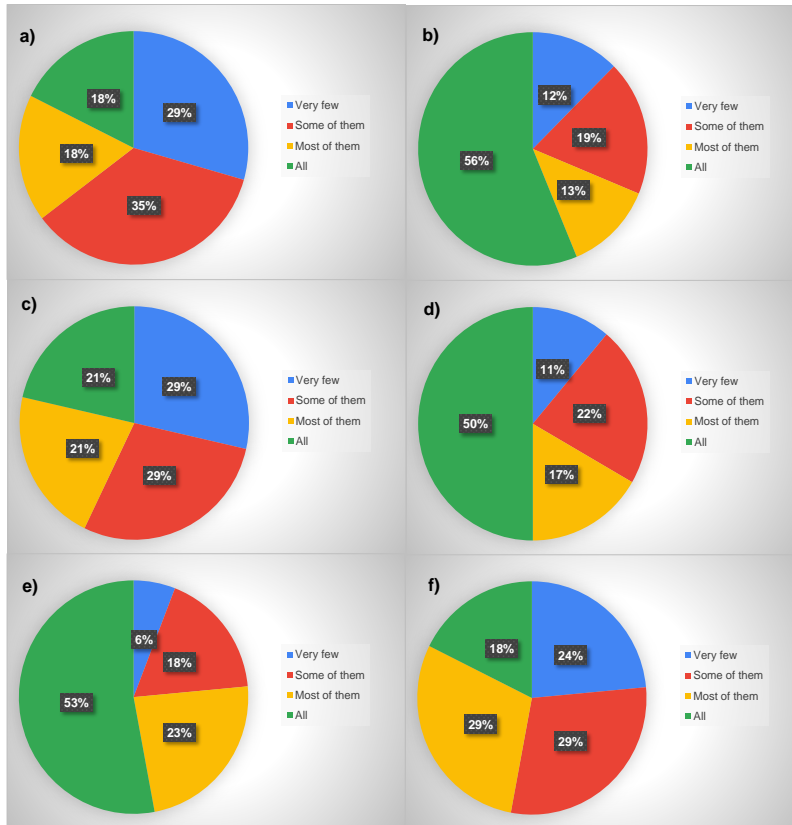 a)
18%
29%
18%
35%
Very few
Some of them
Most of them
All
b)
12%
19%
56%
13%
Very few
Some of them
Most of them
All
c)
21%
29%
21%
29%
Very few
Some of them
Most of them
All
d)
11%
22%
50%
17%
Very few
Some of them
Most of them
All
e)
6%
18%
53%
23%
Very few
Some of them
Most of them
All
f)
18%
24%
29%
29%
Very few
Some of them
Most of them
All